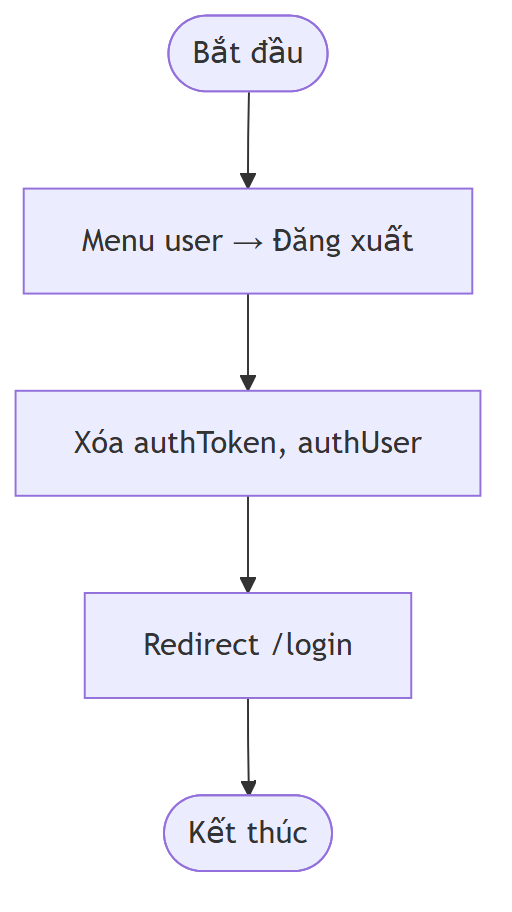 Bắt đầu
Menu user → Đăng xuất
Xóa authToken, authUser
Redirect /login
Kết thúc